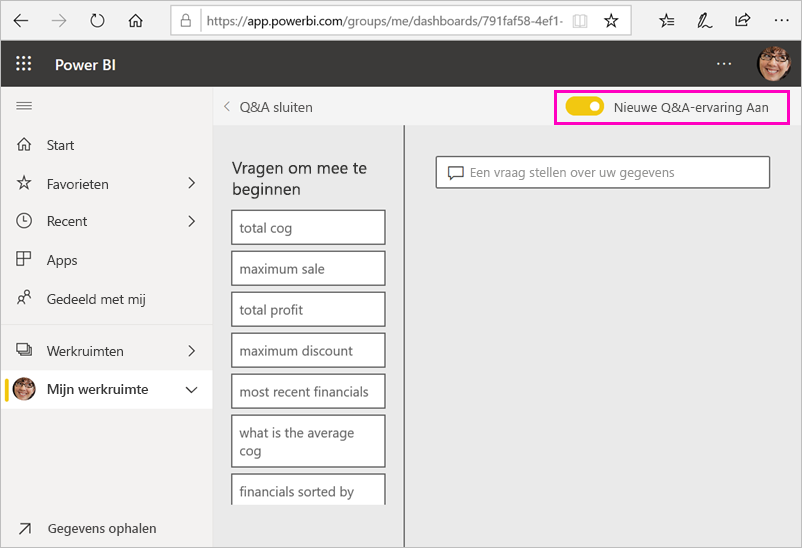 https://app.powerbi.com/groups/me/dashboards/791faf58-4ef1-
Power BI
Q&A sluiten
Nieuwe Q&A-ervaring Aan
Start
Favorieten
Recent
Apps
Gedeeld met mij
Werkruimten
Mijn werkruimte
Gegevens ophalen
Vragen om mee te
beginnen
total cog
maximum sale
total profit
maximum discount
most recent financials
what is the average
cog
financials sorted by
Een vraag stellen over uw gegevens